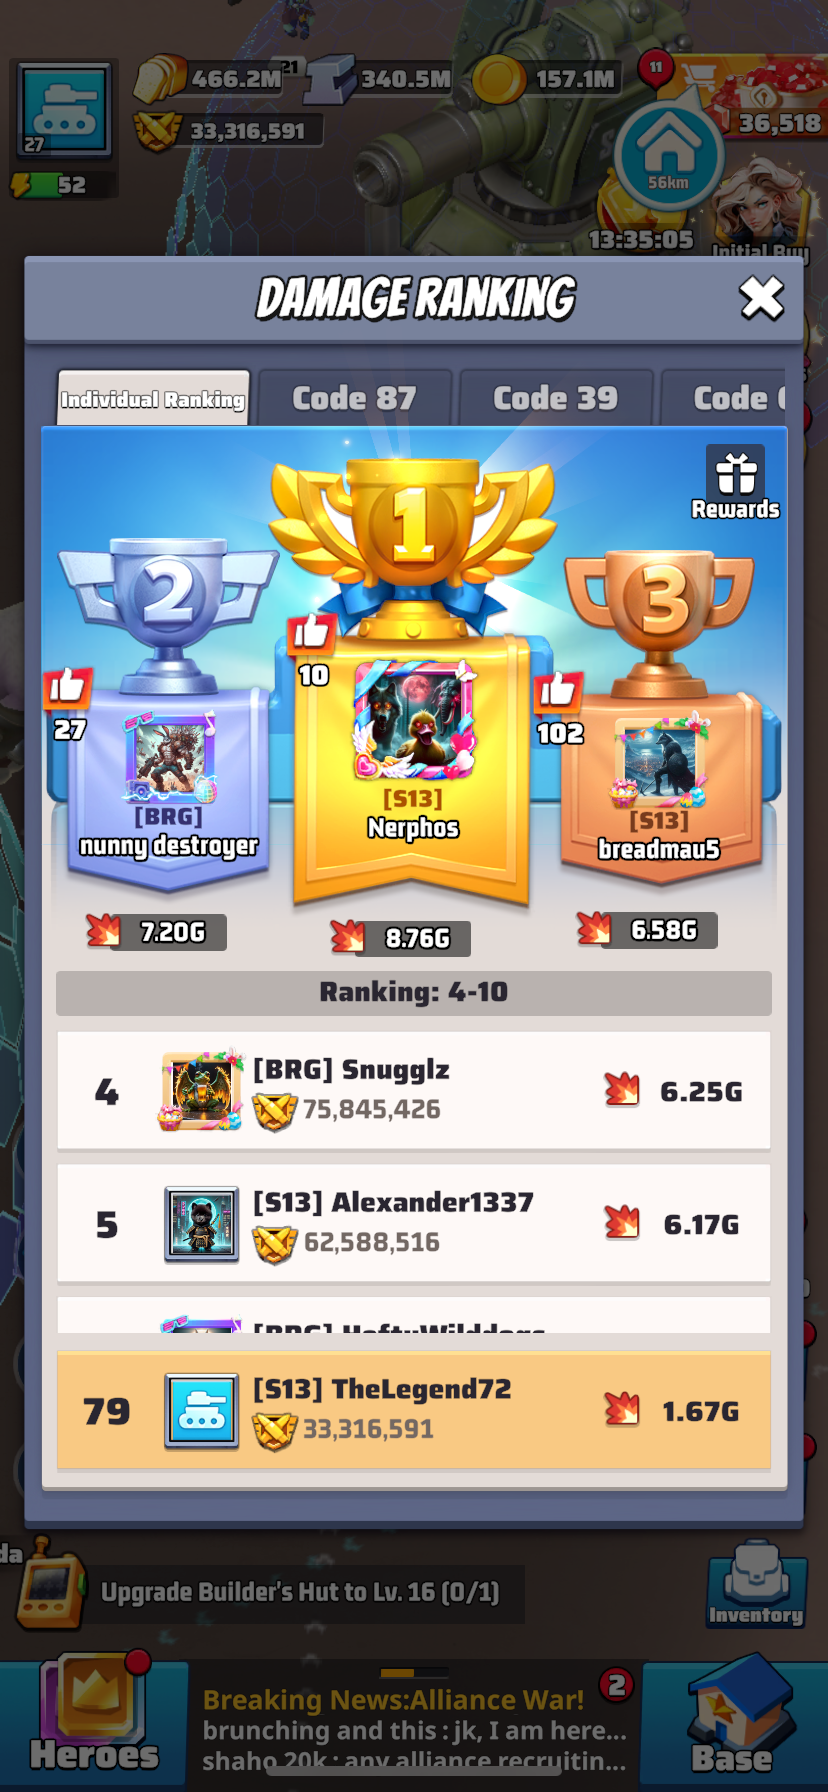 466.2M
21
340.5M
157.1M
11
36,518
27
33,316,591
52
56km
13:35:05
Initial Buy
DAMAGE RANKING
Individual Ranking
Code 87
Code 39
Code
Rewards
1
2
3
10
27
102
[S13]
Nerphos
[BRG]
nunny destroyer
[S13]
breadmau5
7.20G
8.76G
6.58G
Ranking: 4-10
4
[BRG] Snugglz
75,845,426
6.25G
5
[S13] Alexander1337
62,588,516
6.17G
[BRG] HeftyWilddogs
79
[S13] TheLegend72
33,316,591
1.67G
da
Upgrade Builder's Hut to Lv. 16 (0/1)
Inventory
Breaking News:Alliance War!
2
brunching and this : jk, I am here...
shaho 20k : any alliance recruitin...
Heroes
Base